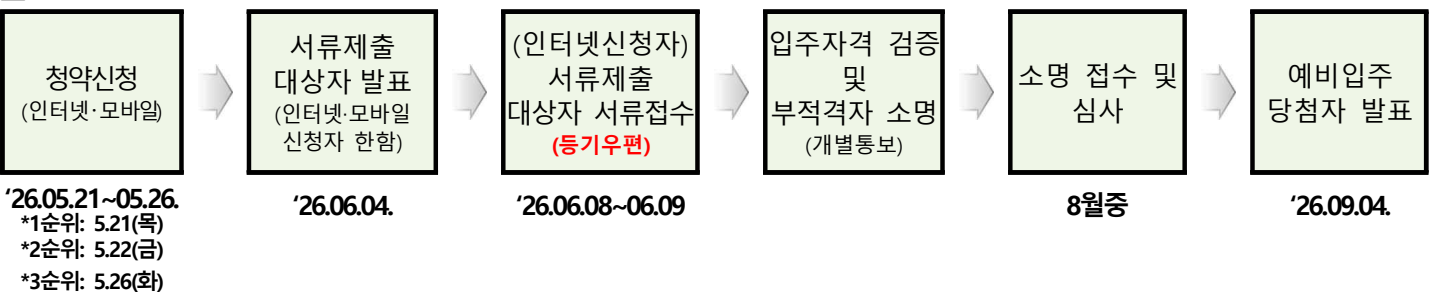 청약신청
(인터넷·모바일)
서류제출
대상자 발표
(인터넷·모바일
신청자 한함)
(인터넷신청자)
서류제출
대상자 서류접수
(등기우편)
입주자격 검증
및
부적격자 소명
(개별통보)
소명 접수 및
심사
예비입주
당첨자 발표
‘26.05.21~05.26.
*1순위: 5.21(목)
*2순위: 5.22(금)
*3순위: 5.26(화)
‘26.06.04.
‘26.06.08~06.09
8월중
‘26.09.04.